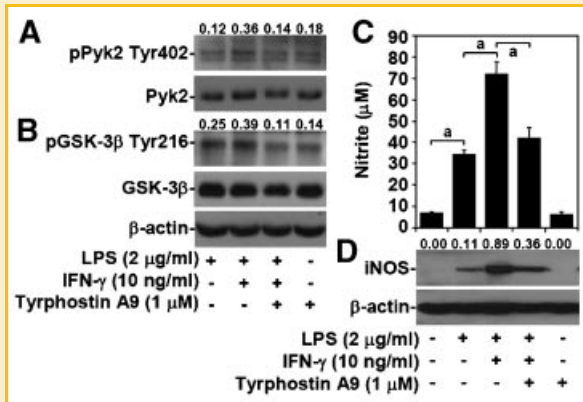 A
0.12 0.36 0.14 0.18
pPyk2 Tyr402
Pyk2
B
0.25 0.39 0.11 0.14
pGSK-3β Tyr216
GSK-3β
β-actin
LPS (2 μg/ml) + + + -
IFN-γ (10 ng/ml) - + + -
Tyrphostin A9 (1 μM) - - + +
C
90
80
70
60
50
40
30
20
10
0
Nitrite (μM)
a
a
a
D
0.00 0.11 0.89 0.36 0.00
iNOS
β-actin
LPS (2 μg/ml) - + + + -
IFN-γ (10 ng/ml) - - + + -
Tyrphostin A9 (1 μM) - - - + +